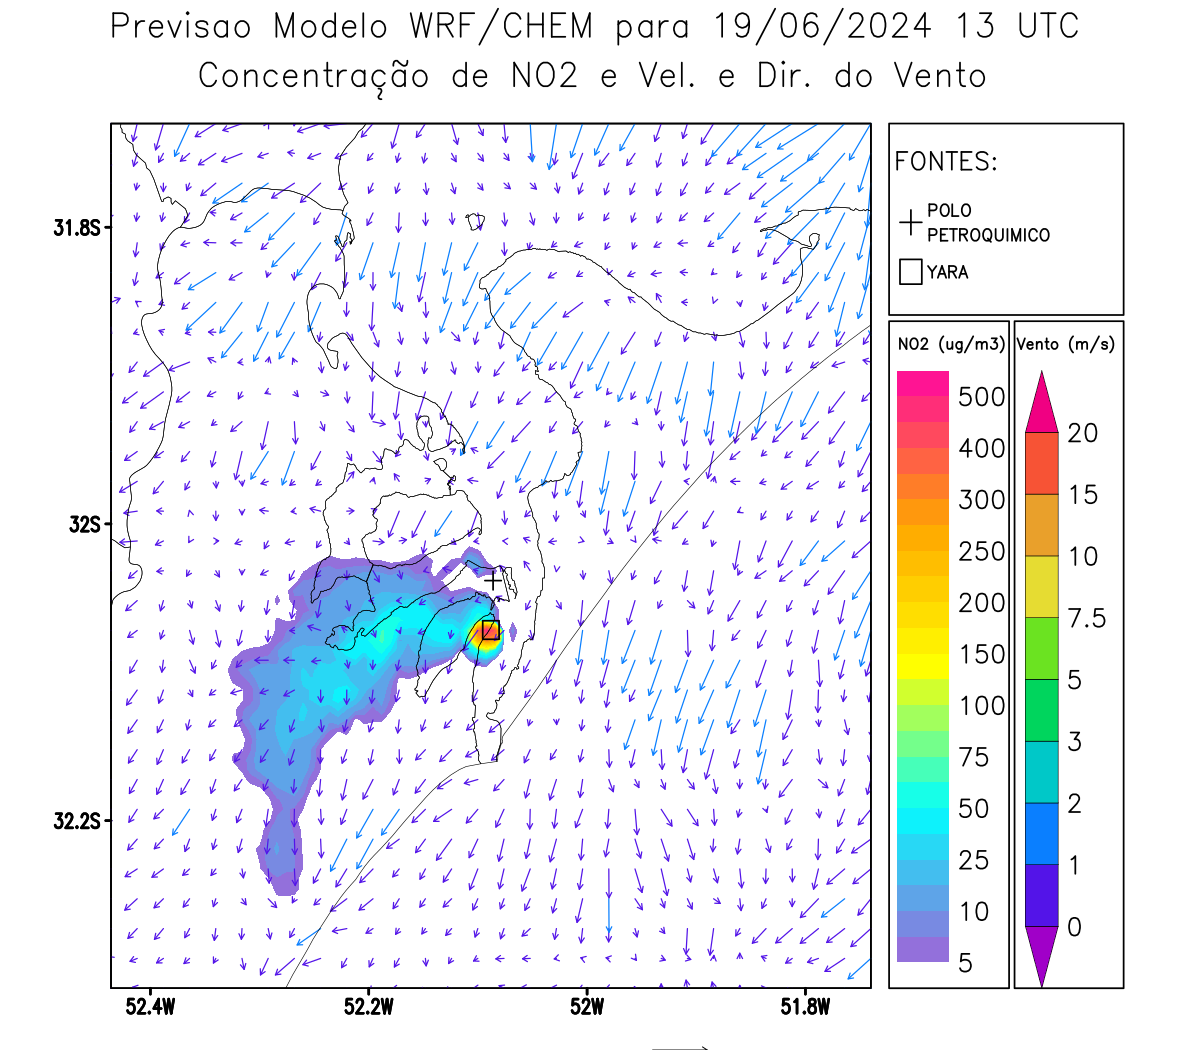 Previsao Modelo WRF/CHEM para 19/06/2024 13 UTC
Concentração de NO2 e Vel. e Dir. do Vento
FONTES:
POLO
PETROQUIMICO
YARA
NO2 (ug/m3)
500
400
300
250
200
150
100
75
50
25
10
5
Vento (m/s)
20
15
10
7.5
5
3
2
1
0
31.8S
32S
32.2S
52.4W
52.2W
52W
51.8W